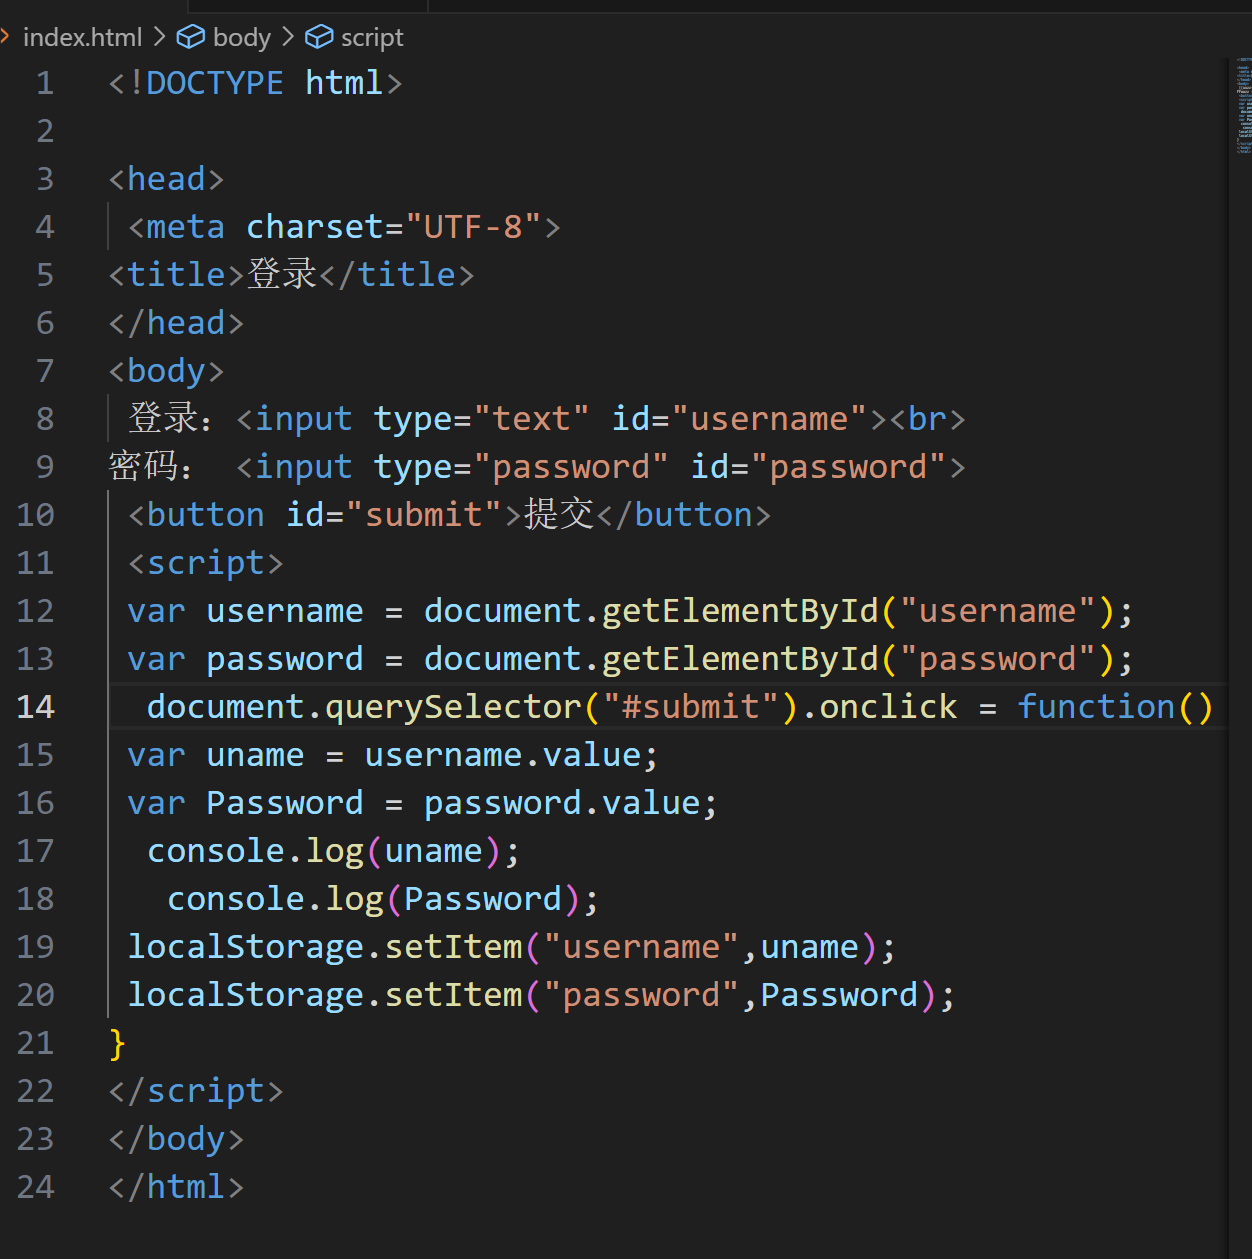 index.html > body > script
1 <!DOCTYPE html>
2
3 <head>
4 <meta charset="UTF-8">
5 <title>登录</title>
6 </head>
7 <body>
8 登录：<input type="text" id="username"><br>
9 密码： <input type="password" id="password">
10 <button id="submit">提交</button>
11 <script>
12 var username = document.getElementById("username");
13 var password = document.getElementById("password");
14 document.querySelector("#submit").onclick = function()
15 var uname = username.value;
16 var Password = password.value;
17 console.log(uname);
18 console.log(Password);
19 localStorage.setItem("username",uname);
20 localStorage.setItem("password",Password);
21 }
22 </script>
23 </body>
24 </html>